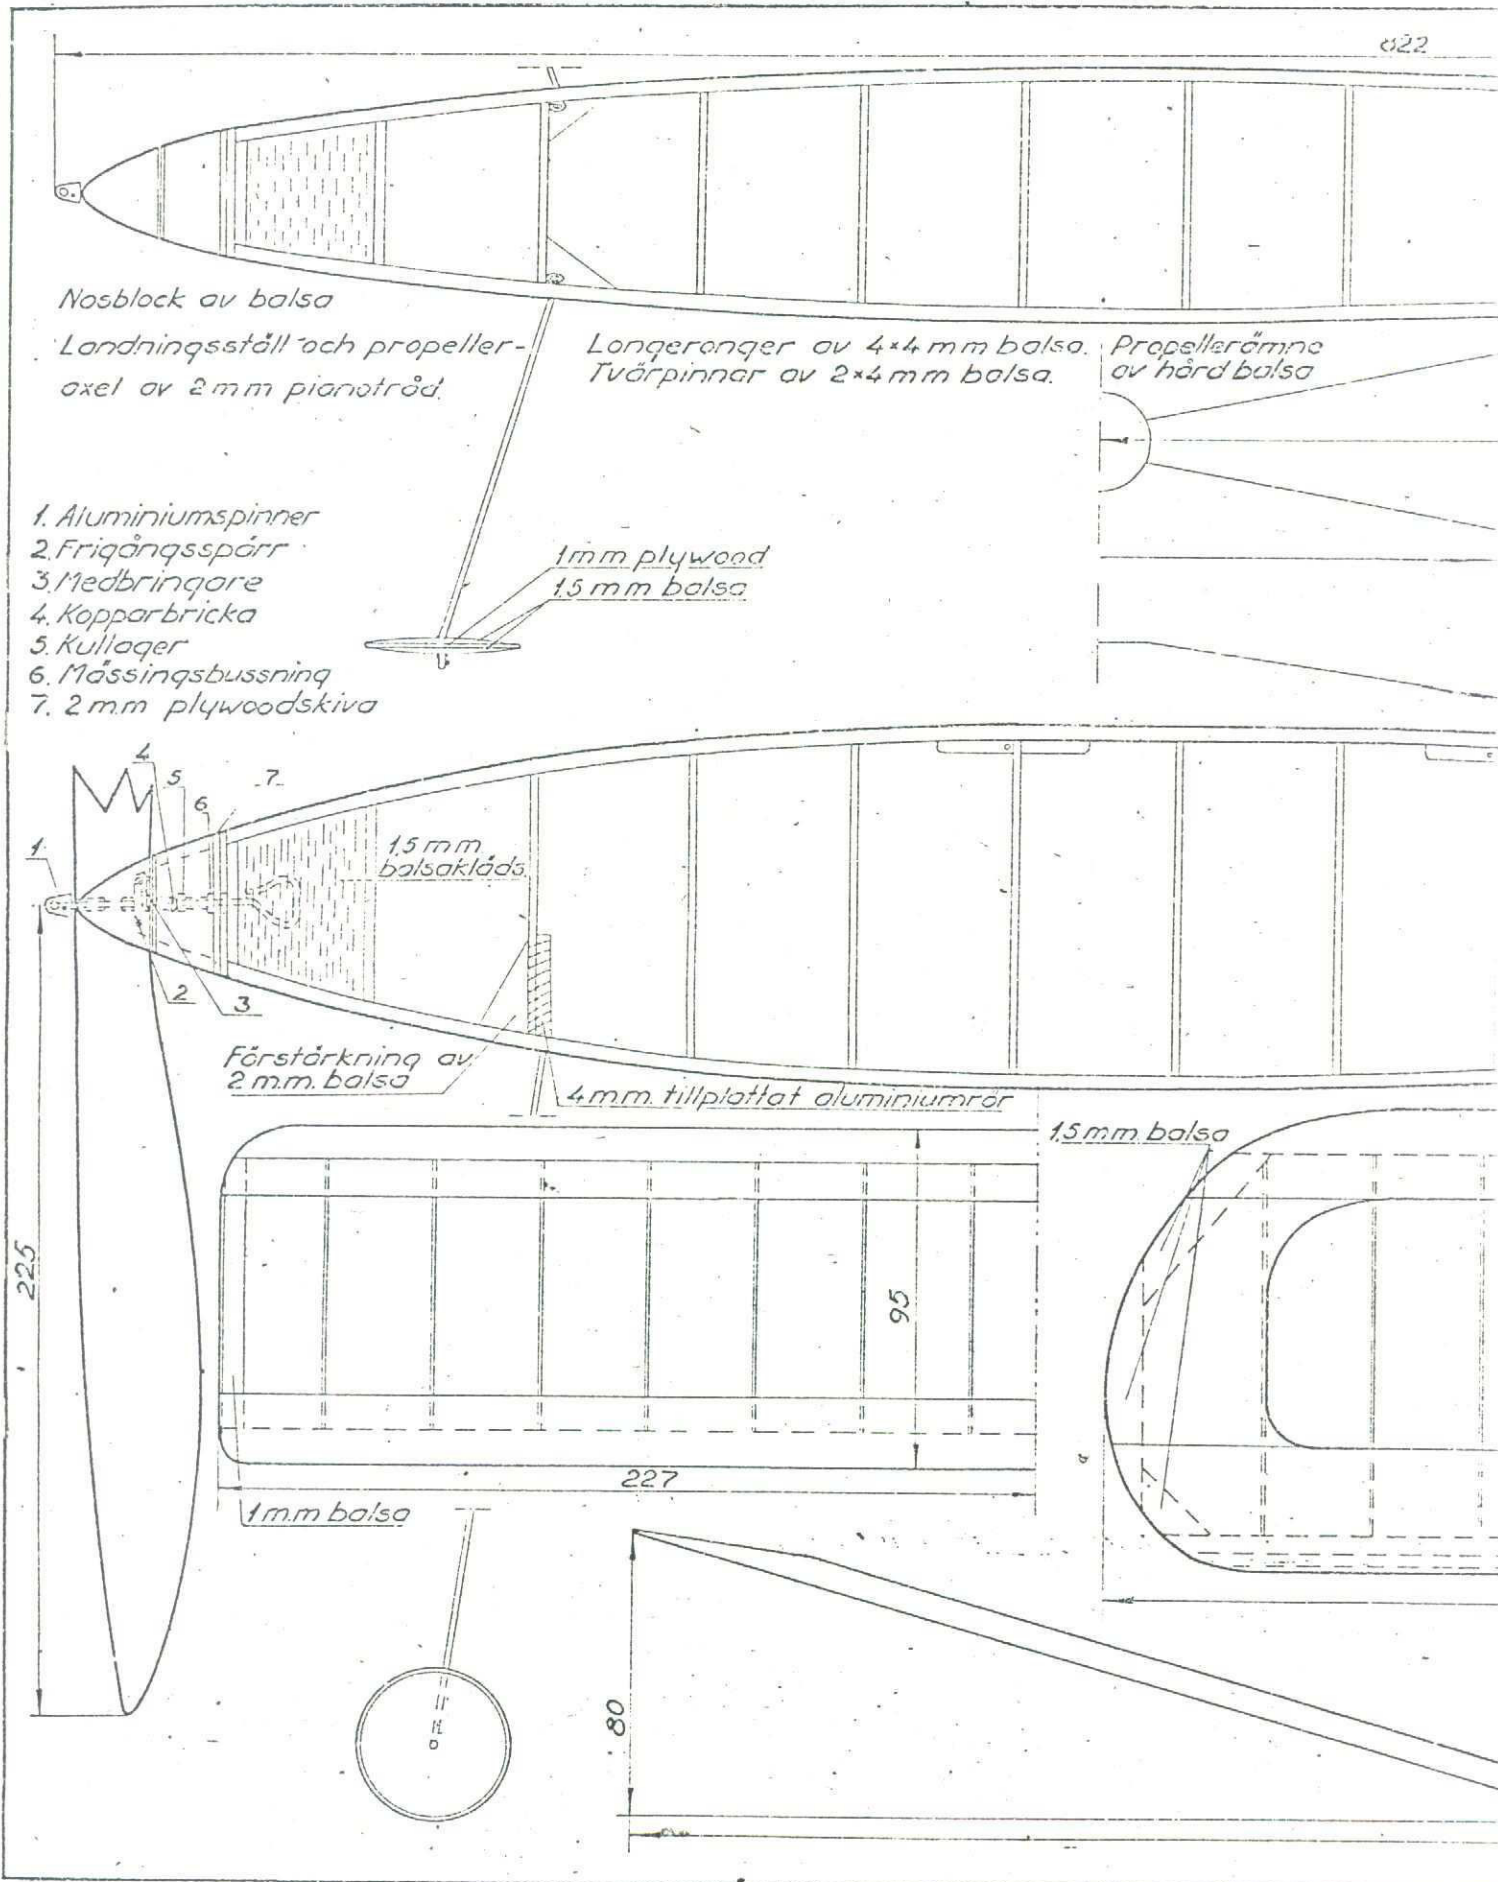 822
Nosblock av balsa
Landningsställ och propeller-
axel av 2 mm pianotråd.
Longeronger av 4×4 mm balsa.
Tvärpinnar av 2×4 mm balsa.
Propellerämne
av hård balsa
1. Aluminiumspinner
2. Frigångsspärr
3. Medbringare
4. Kopparbricka
5. Kullager
6. Mässingsbussning
7. 2 mm plywoodskiva
1 mm plywood
1,5 mm balsa
4
5
6
7
1
1,5 mm
balsakläds
2
3
Förstärkning av
2 mm. balsa
4 mm. tillplattat aluminiumrör
1,5 mm balsa
225
95
227
1 mm balsa
80